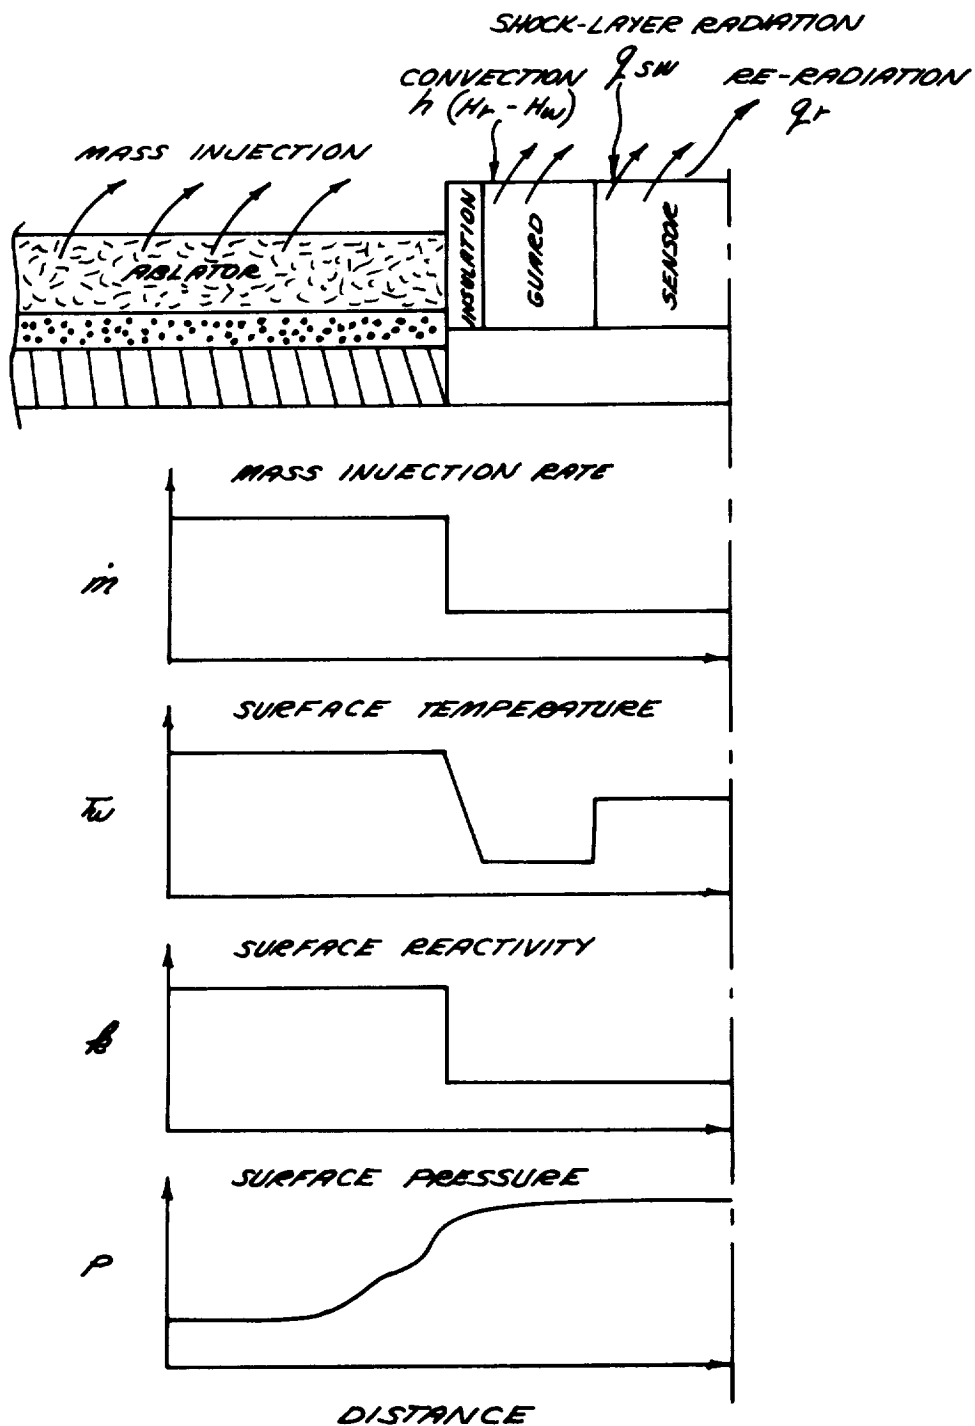 SHOCK-LAYER RADIATION
q sw
CONVECTION
h (Hr - Hw)
RE-RADIATION
qr
MASS INJECTION
ABLATOR
INSULATION
GUARD
SENSOR
MASS INJECTION RATE
ṁ
SURFACE TEMPERATURE
Tw
SURFACE REACTIVITY
k
SURFACE PRESSURE
P
DISTANCE